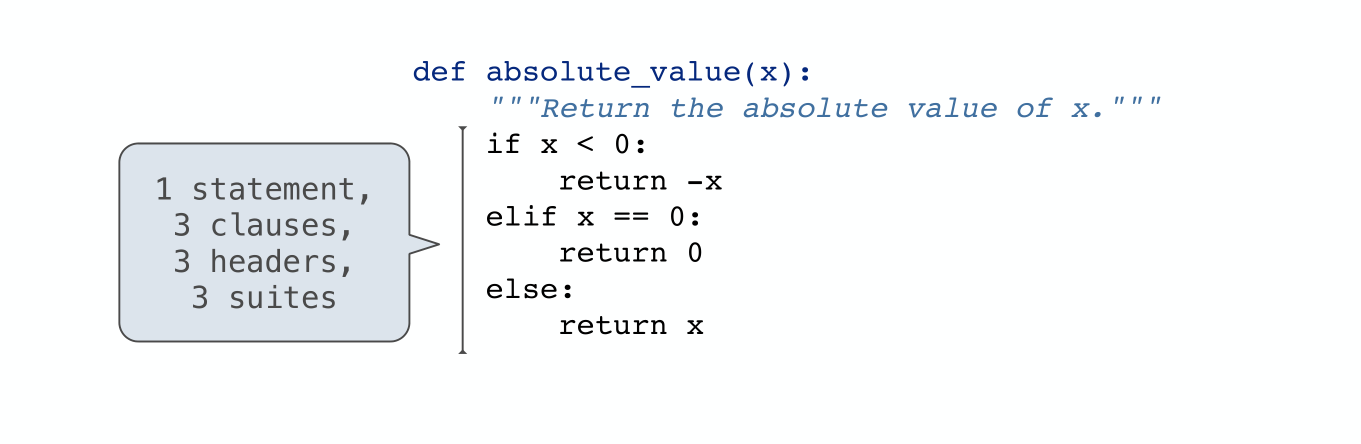 def absolute_value(x):
    """Return the absolute value of x."""
    if x < 0:
        return -x
    elif x == 0:
        return 0
    else:
        return x
1 statement,
3 clauses,
3 headers,
3 suites